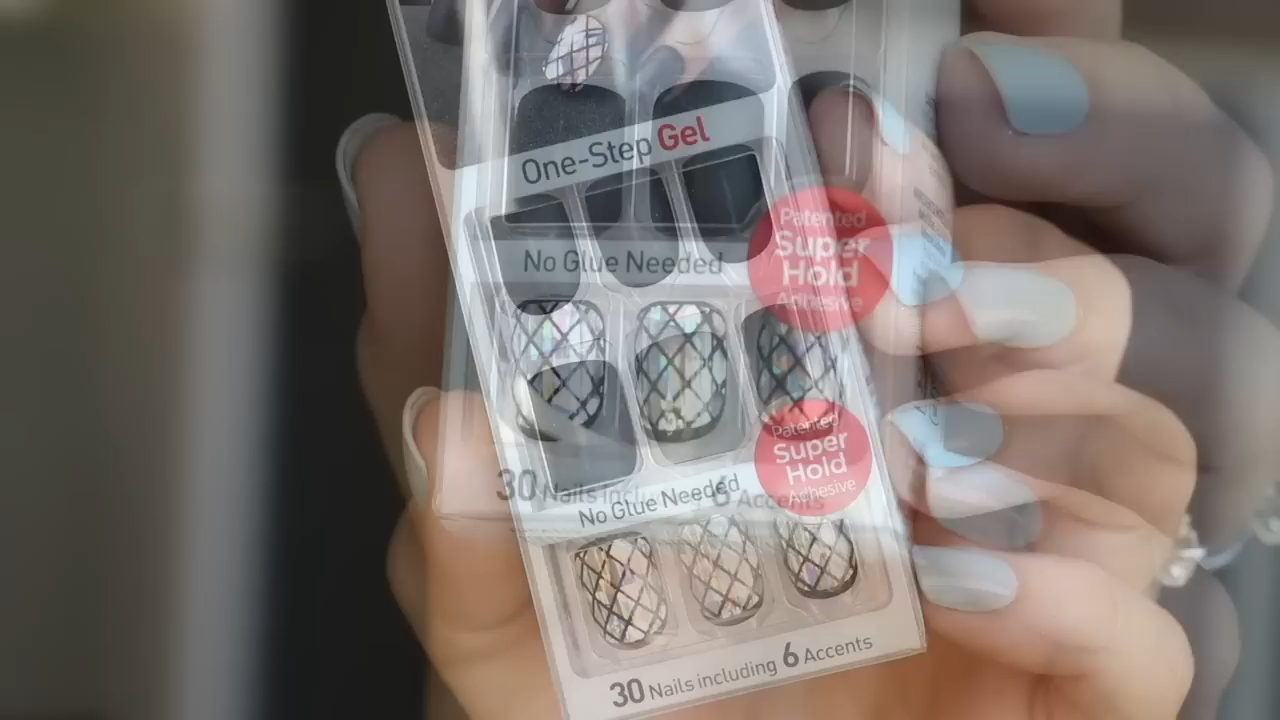 One-Step Gel
No Glue Needed
Patented
Super
Hold
Adhesive
30 Nails incl 6 Accents
No Glue Needed
Patented
Super
Hold
Adhesive
30 Nails including 6 Accents